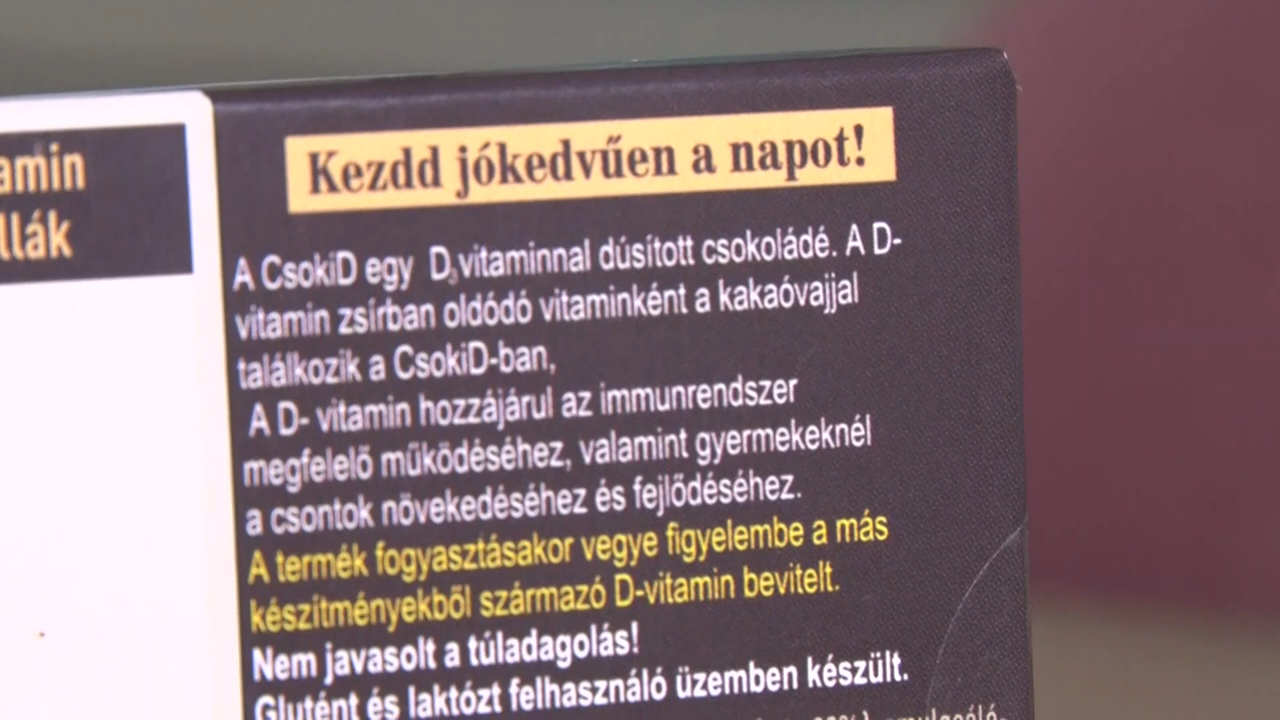 amin
llák
Kezdd jókedvűen a napot!
A CsokiD egy D₃vitaminnal dúsított csokoládé. A D-
vitamin zsírban oldódó vitaminként a kakaóvajjal
találkozik a CsokiD-ban,
A D- vitamin hozzájárul az immunrendszer
megfelelő működéséhez, valamint gyermekeknél
a csontok növekedéséhez és fejlődéséhez.
A termék fogyasztásakor vegye figyelembe a más
készítményekből származó D-vitamin bevitelt.
Nem javasolt a túladagolás!
Glutént és laktózt felhasználó üzemben készült.